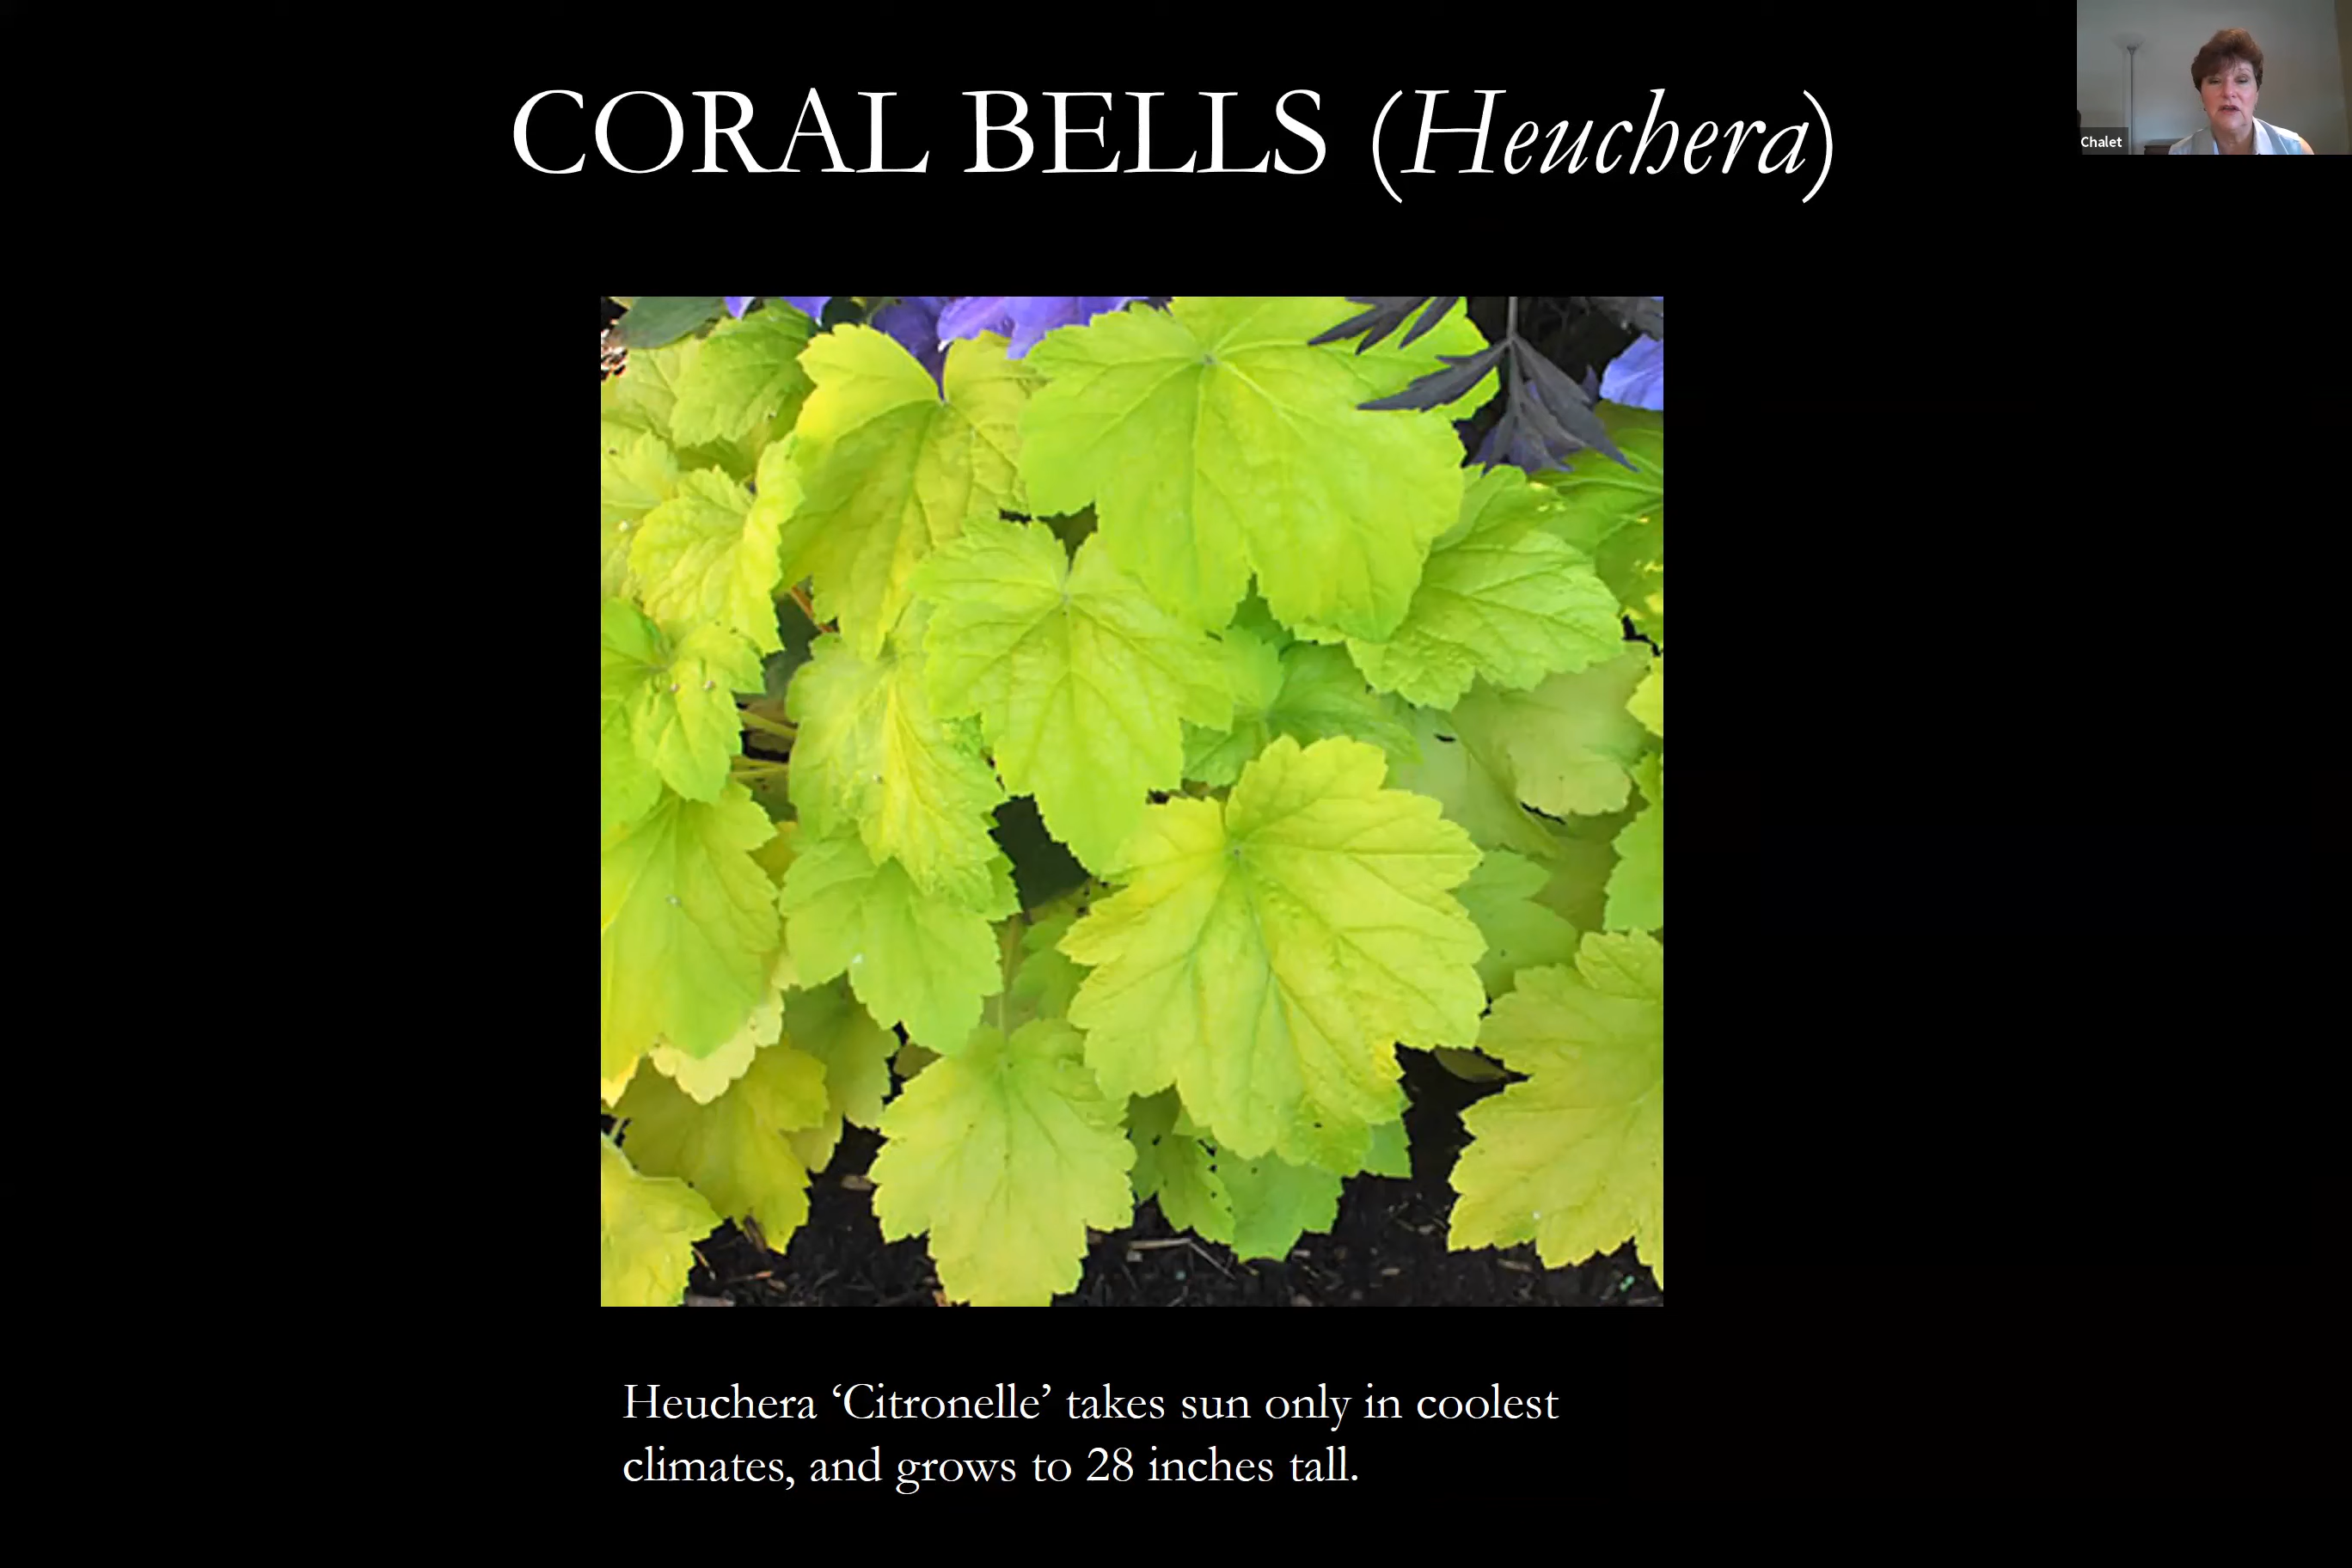 CORAL BELLS (Heuchera)
Chalet
Heuchera ‘Citronelle’ takes sun only in coolest
climates, and grows to 28 inches tall.